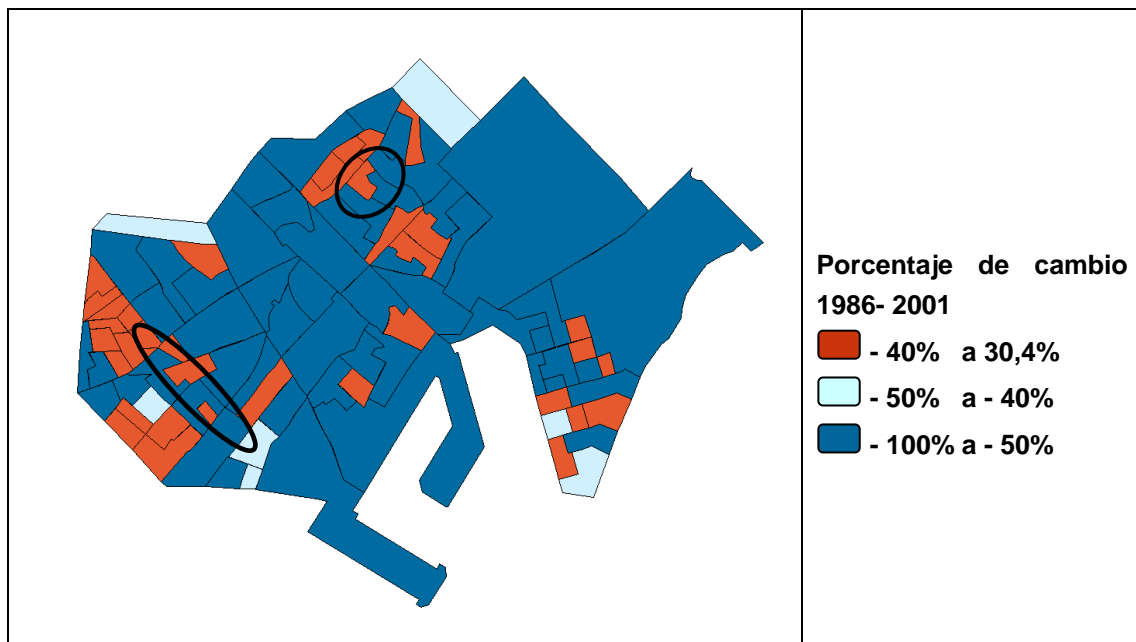 Porcentaje de cambio
1986- 2001
- 40% a 30,4%
- 50% a - 40%
- 100% a - 50%